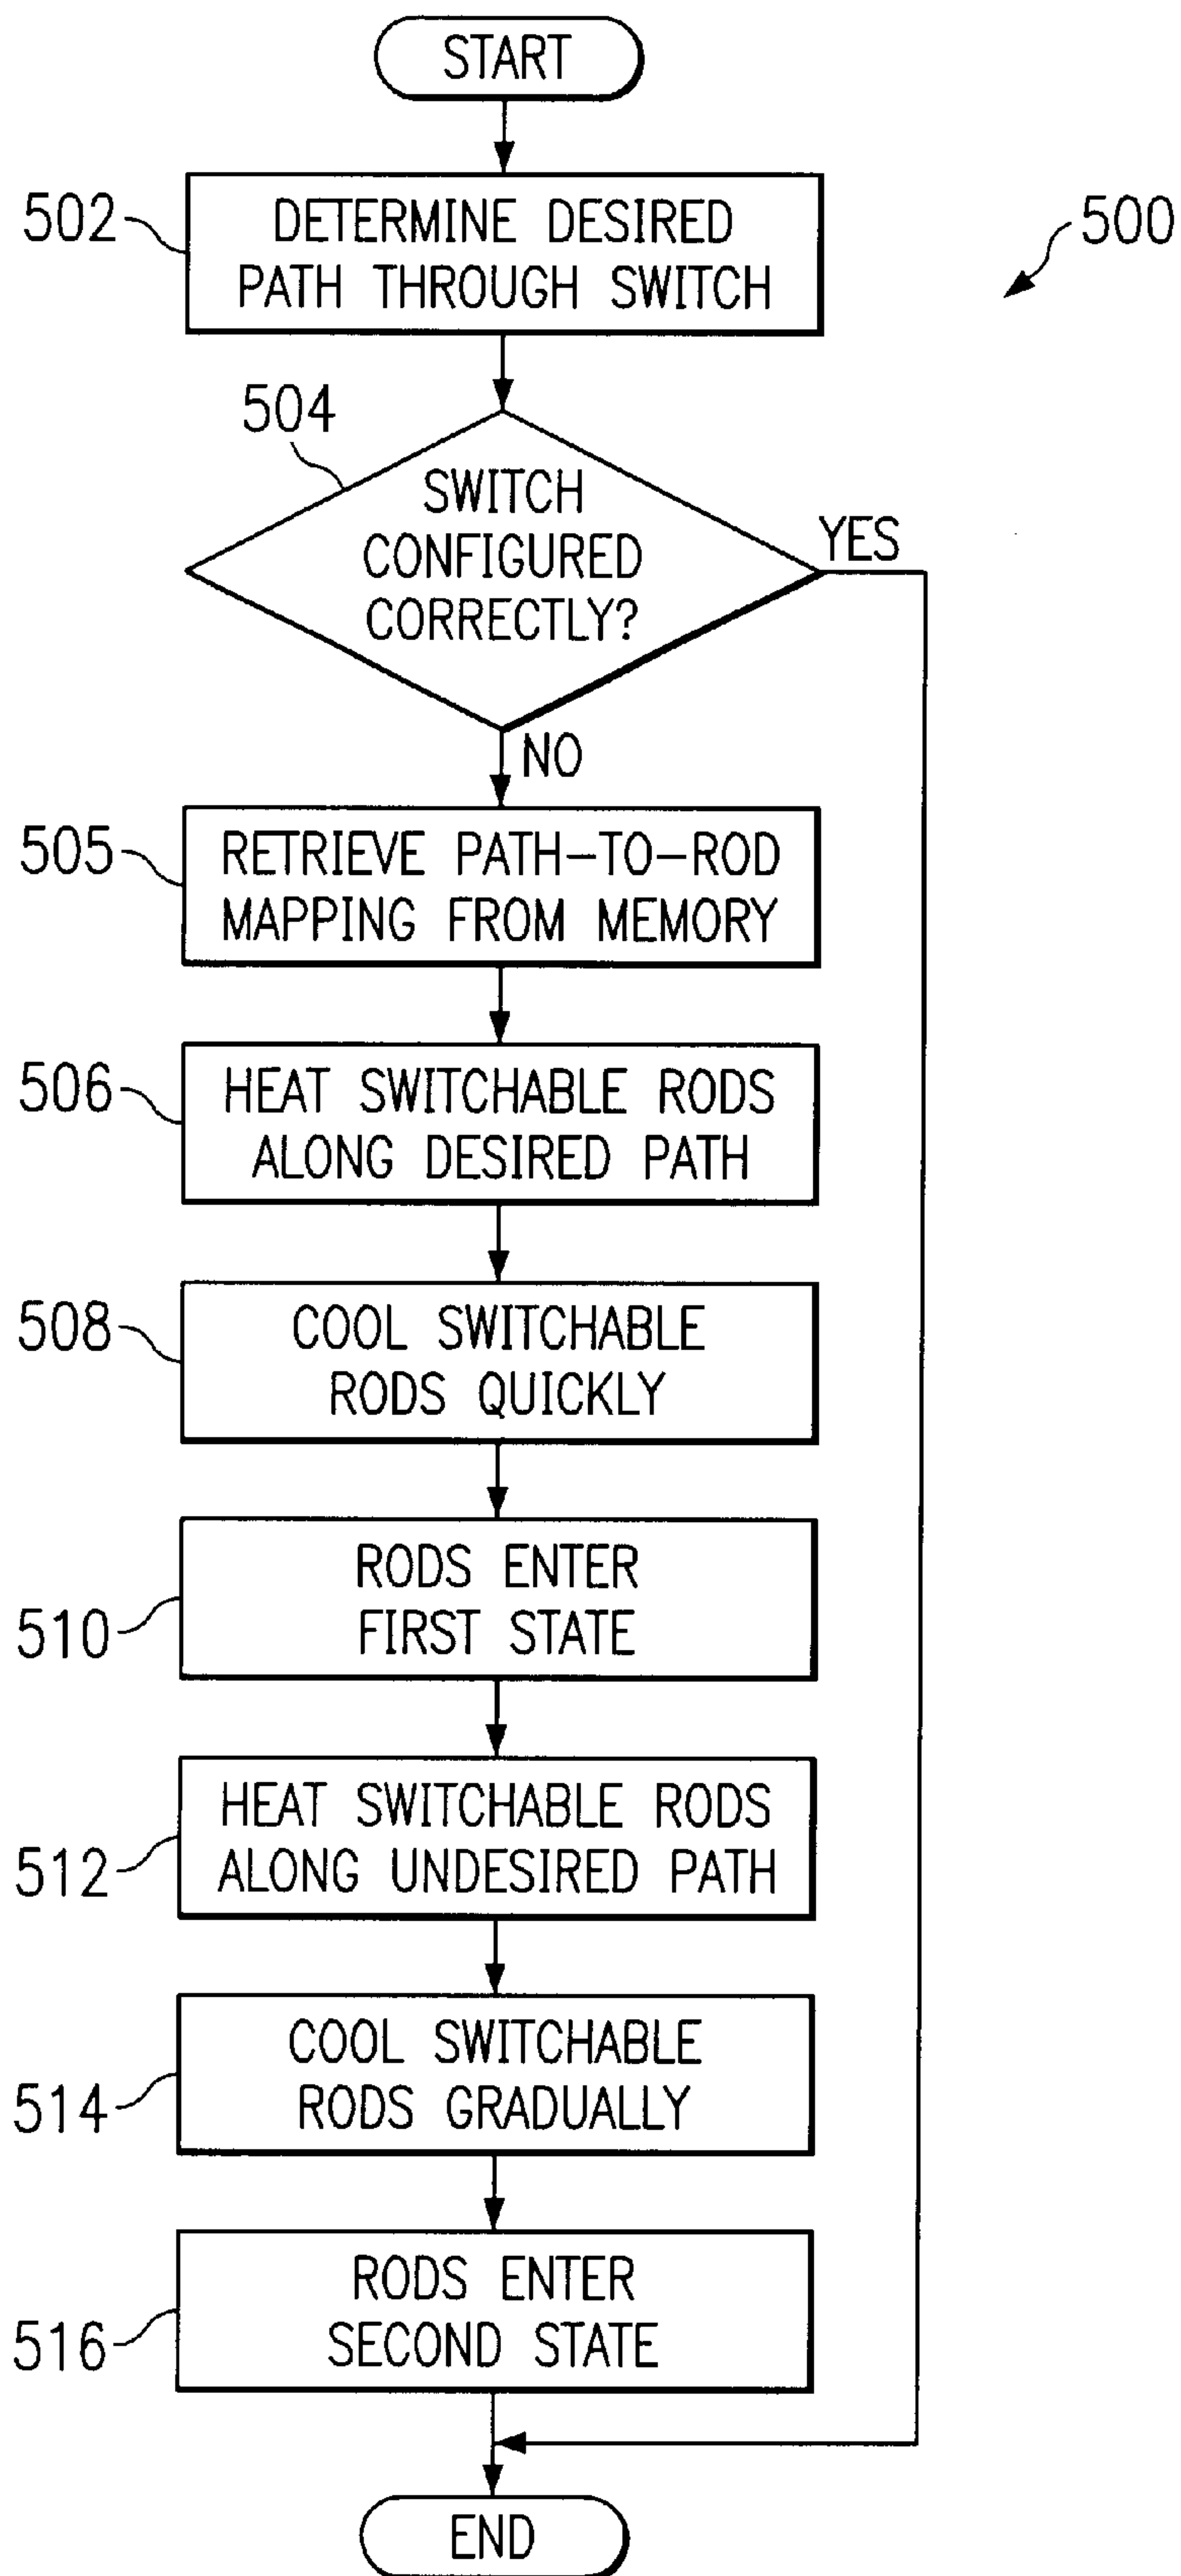 START
502
DETERMINE DESIRED
PATH THROUGH SWITCH
500
504
SWITCH
CONFIGURED
CORRECTLY?
YES
NO
505
RETRIEVE PATH-TO-ROD
MAPPING FROM MEMORY
506
HEAT SWITCHABLE RODS
ALONG DESIRED PATH
508
COOL SWITCHABLE
RODS QUICKLY
510
RODS ENTER
FIRST STATE
512
HEAT SWITCHABLE RODS
ALONG UNDESIRED PATH
514
COOL SWITCHABLE
RODS GRADUALLY
516
RODS ENTER
SECOND STATE
END